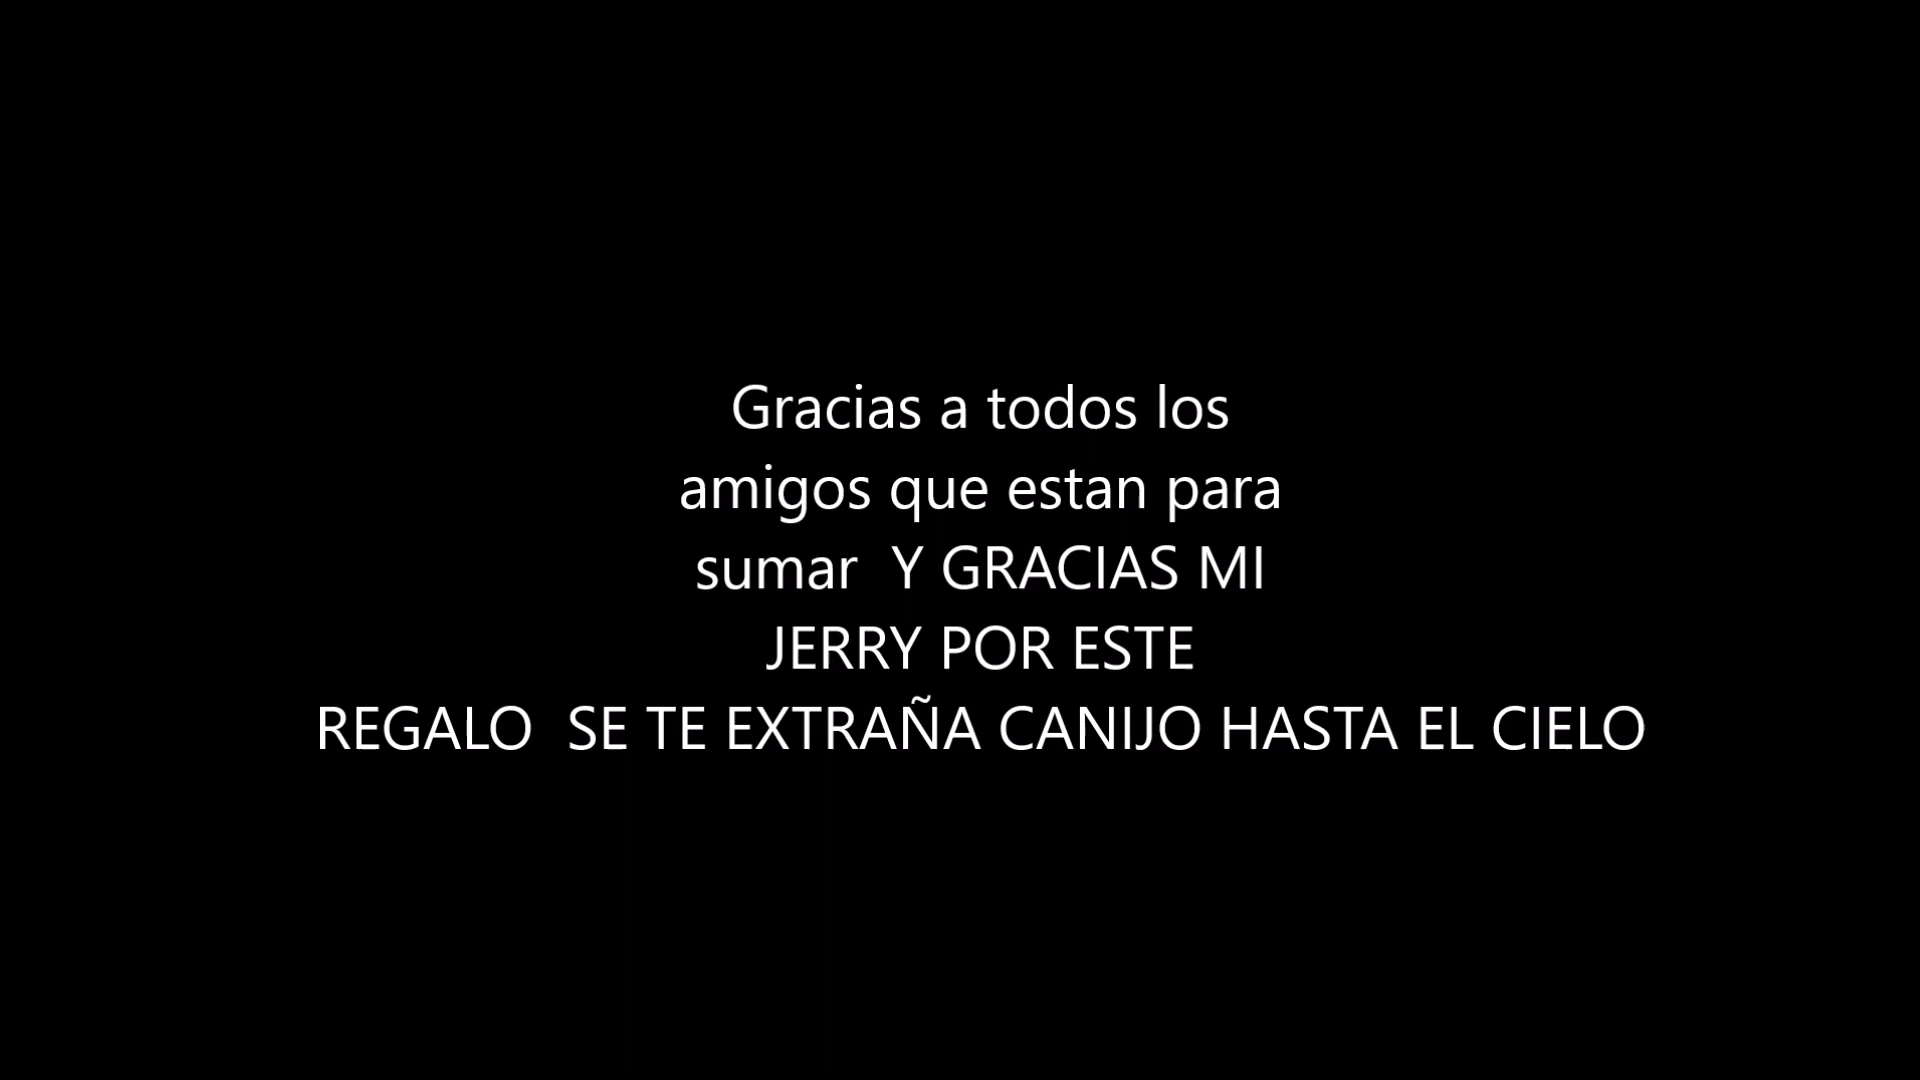 Gracias a todos los
amigos que estan para
sumar  Y GRACIAS MI
JERRY POR ESTE
REGALO  SE TE EXTRAÑA CANIJO HASTA EL CIELO